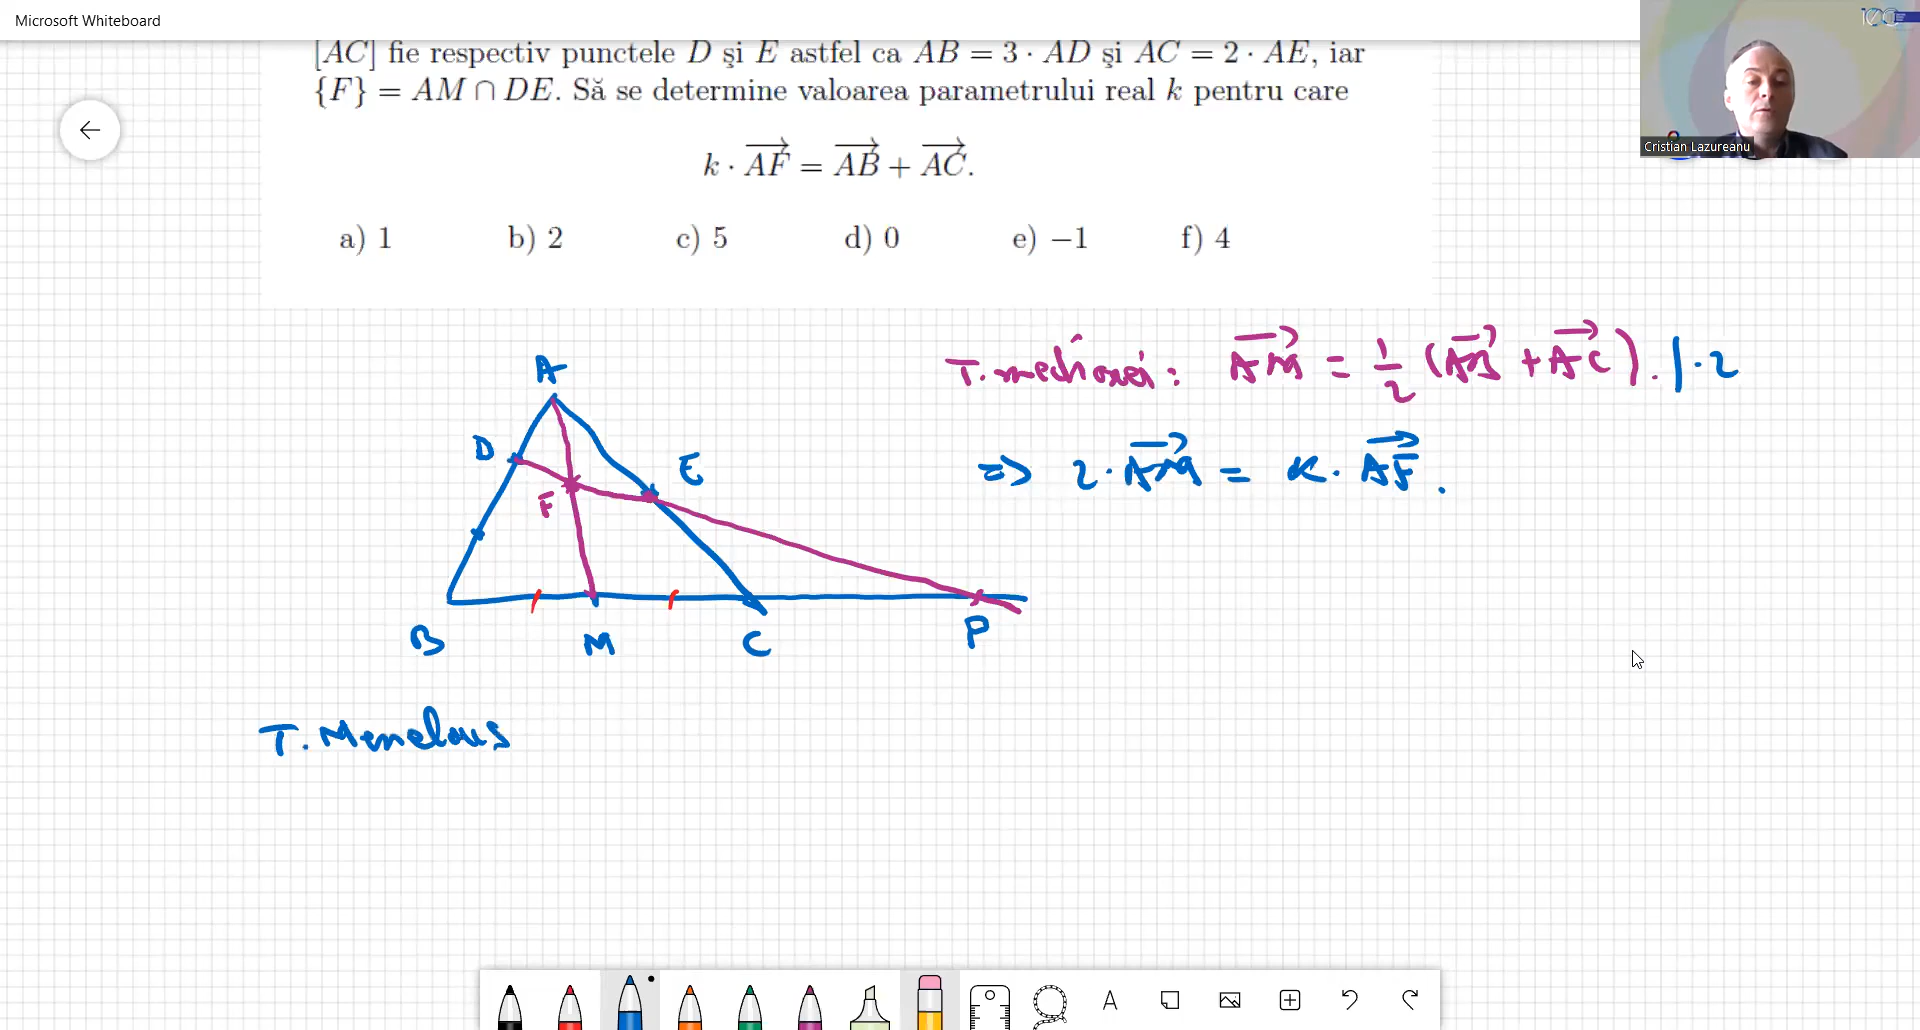 Microsoft Whiteboard
[AC] fie respectiv punctele D şi E astfel ca AB = 3 · AD şi AC = 2 · AE, iar
{F} = AM ∩ DE. Să se determine valoarea parametrului real k pentru care
k · AF⃗ = AB⃗ + AC⃗.
a) 1 b) 2 c) 5 d) 0 e) −1 f) 4
Cristian Lazureanu
T. medianei: AM⃗ = 1/2 (AB⃗ + AC⃗). | · 2
⇒ 2 · AM⃗ = k · AF⃗.
A
D
E
F
B
M
C
P
T. Menelaus
A